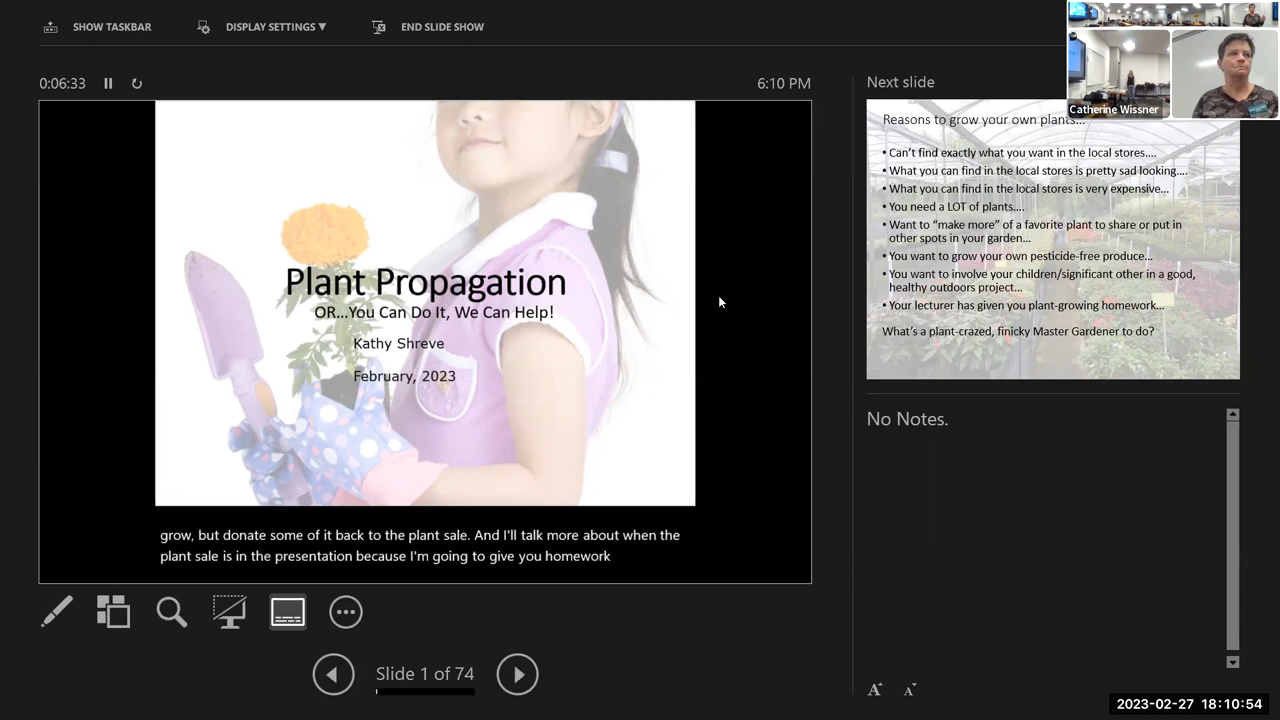 SHOW TASKBAR
DISPLAY SETTINGS ▼
END SLIDE SHOW
0:06:33
6:10 PM
Plant Propagation
OR...You Can Do It, We Can Help!
Kathy Shreve
February, 2023
grow, but donate some of it back to the plant sale. And I'll talk more about when the
plant sale is in the presentation because I'm going to give you homework
Slide 1 of 74
Next slide
Catherine Wissner
Reasons to grow your own plants...
• Can't find exactly what you want in the local stores....
• What you can find in the local stores is pretty sad looking....
• What you can find in the local stores is very expensive...
• You need a LOT of plants....
• Want to “make more” of a favorite plant to share or put in
other spots in your garden...
• You want to grow your own pesticide-free produce...
• You want to involve your children/significant other in a good,
healthy outdoors project...
• Your lecturer has given you plant-growing homework...
What's a plant-crazed, finicky Master Gardener to do?
No Notes.
A A
2023-02-27 18:10:54